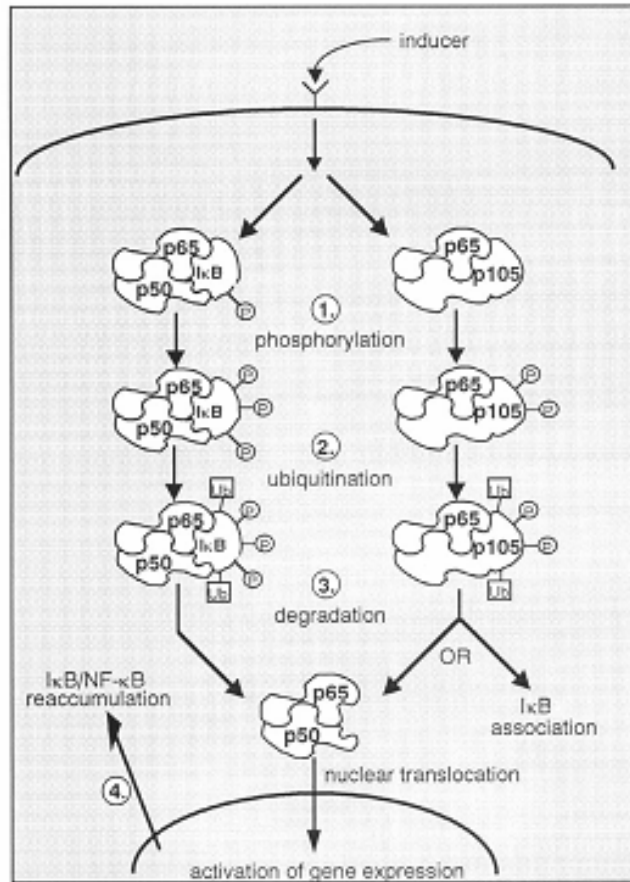 inducer
p65
IκB
p50
P
p65
p105
1.
phosphorylation
p65
IκB
p50
P
P
P
p65
p105
P
P
2.
ubiquitination
Ub
p65
IκB
p50
P
P
P
Ub
Ub
p65
p105
P
P
Ub
3.
degradation
OR
IκB/NF-κB
reaccumulation
p65
p50
IκB
association
nuclear translocation
4.
activation of gene expression